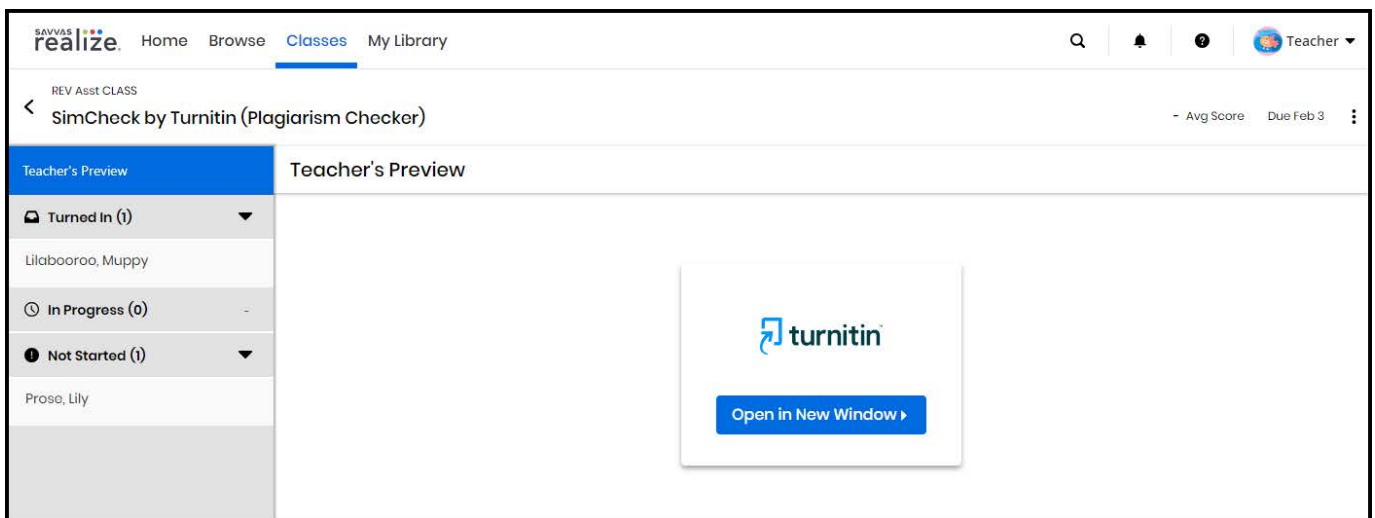 SAVVAS
realize. Home Browse Classes My Library Teacher
REV Asst CLASS
SimCheck by Turnitin (Plagiarism Checker)
- Avg Score Due Feb 3
Teacher's Preview
Teacher's Preview
Turned In (1)
Lilabooroo, Muppy
In Progress (0) -
Not Started (1)
Prose, Lily
turnitin
Open in New Window